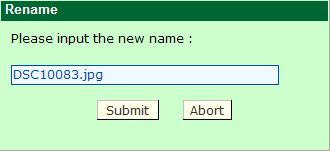 Rename
Please input the new name :
DSC10083.jpg
Submit Abort